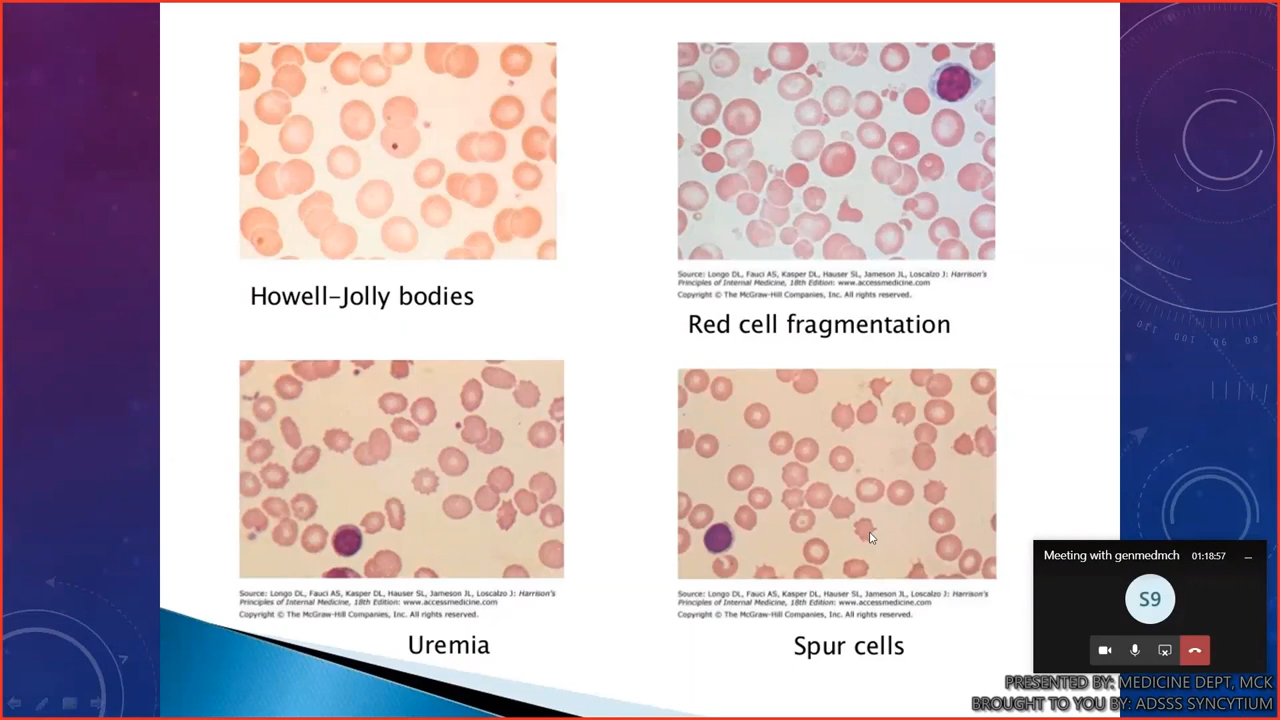 Howell-Jolly bodies
Source: Longo DL, Fauci AS, Kasper DL, Hauser SL, Jameson JL, Loscalzo J: Harrison's
Principles of Internal Medicine, 18th Edition: www.accessmedicine.com
Copyright © The McGraw-Hill Companies, Inc. All rights reserved.
Red cell fragmentation
Source: Longo DL, Fauci AS, Kasper DL, Hauser SL, Jameson JL, Loscalzo J: Harrison's
Principles of Internal Medicine, 18th Edition: www.accessmedicine.com
Copyright © The McGraw-Hill Companies, Inc. All rights reserved.
Uremia
Source: Longo DL, Fauci AS, Kasper DL, Hauser SL, Jameson JL, Loscalzo J: Harrison's
Principles of Internal Medicine, 18th Edition: www.accessmedicine.com
Copyright © The McGraw-Hill Companies, Inc. All rights reserved.
Spur cells
Meeting with genmedmch 01:18:57
S9
PRESENTED BY: MEDICINE DEPT, MCK
BROUGHT TO YOU BY: ADSSS SYNCYTIUM